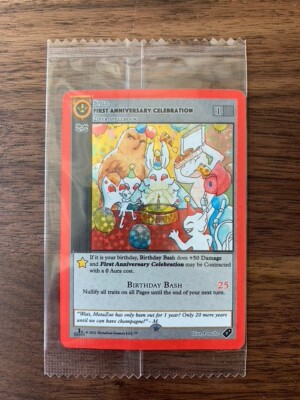 FIRST ANNIVERSARY CELEBRATION
If it is your birthday, Birthday Bash does +50 Damage
and First Anniversary Celebration may be Contracted
with a 0 Aura cost.
BIRTHDAY BASH 25
Nullify all traits on all Pages until the end of your next turn.
"Wait, MetaZoo has only been out for 1 year? Only 20 more years
until we can have champagne!" - M